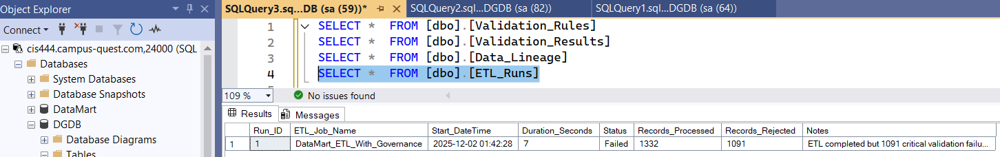 Object Explorer
Connect
cis444.campus-quest.com,24000 (SQL
Databases
System Databases
Database Snapshots
DataMart
DGDB
Database Diagrams
Tables
SQLQuery3.sq...DB (sa (59))*
SQLQuery2.sql...DGDB (sa (82))
SQLQuery1.sql...DGDB (sa (64))
1 SELECT * FROM [dbo].[Validation_Rules]
2 SELECT * FROM [dbo].[Validation_Results]
3 SELECT * FROM [dbo].[Data_Lineage]
4 SELECT * FROM [dbo].[ETL_Runs]
109 % No issues found
Results Messages
Run_ID ETL_Job_Name Start_DateTime Duration_Seconds Status Records_Processed Records_Rejected Notes
1 1 DataMart_ETL_With_Governance 2025-12-02 01:42:28 7 Failed 1332 1091 ETL completed but 1091 critical validation failu...